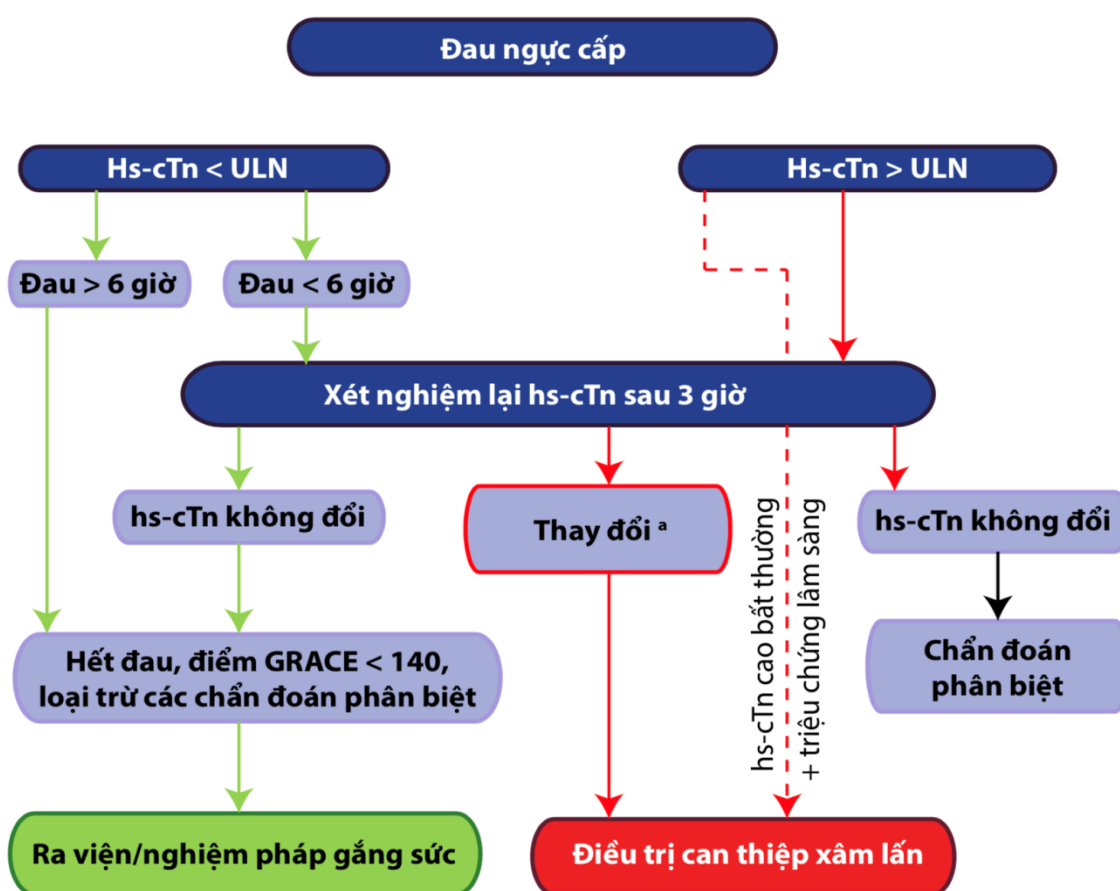 Đau ngực cấp
Hs-cTn < ULN
Hs-cTn > ULN
Đau > 6 giờ
Đau < 6 giờ
Xét nghiệm lại hs-cTn sau 3 giờ
hs-cTn không đổi
Thay đổi ᵃ
hs-cTn cao bất thường
+ triệu chứng lâm sàng
hs-cTn không đổi
Hết đau, điểm GRACE < 140,
loại trừ các chẩn đoán phân biệt
Chẩn đoán
phân biệt
Ra viện/nghiệm pháp gắng sức
Điều trị can thiệp xâm lấn